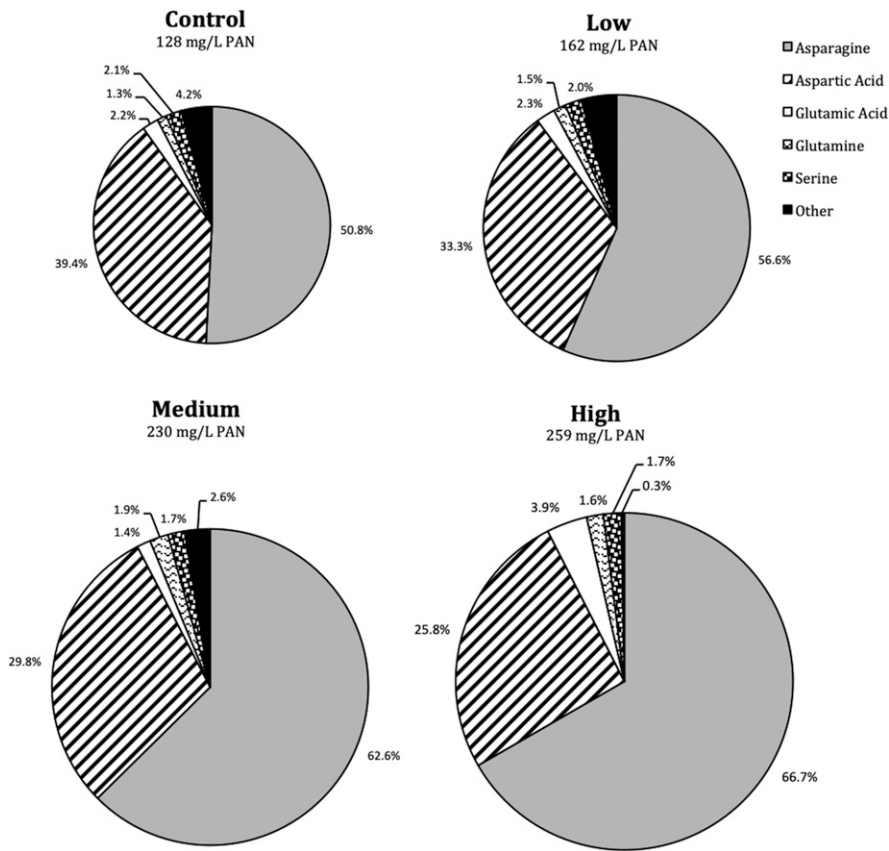 Control
128 mg/L PAN
2.1%
1.3%
2.2%
4.2%
39.4%
50.8%
Low
162 mg/L PAN
1.5%
2.3%
2.0%
33.3%
56.6%
Asparagine
Aspartic Acid
Glutamic Acid
Glutamine
Serine
Other
Medium
230 mg/L PAN
1.9%
1.4%
1.7%
2.6%
29.8%
62.6%
High
259 mg/L PAN
3.9%
1.6%
1.7%
0.3%
25.8%
66.7%